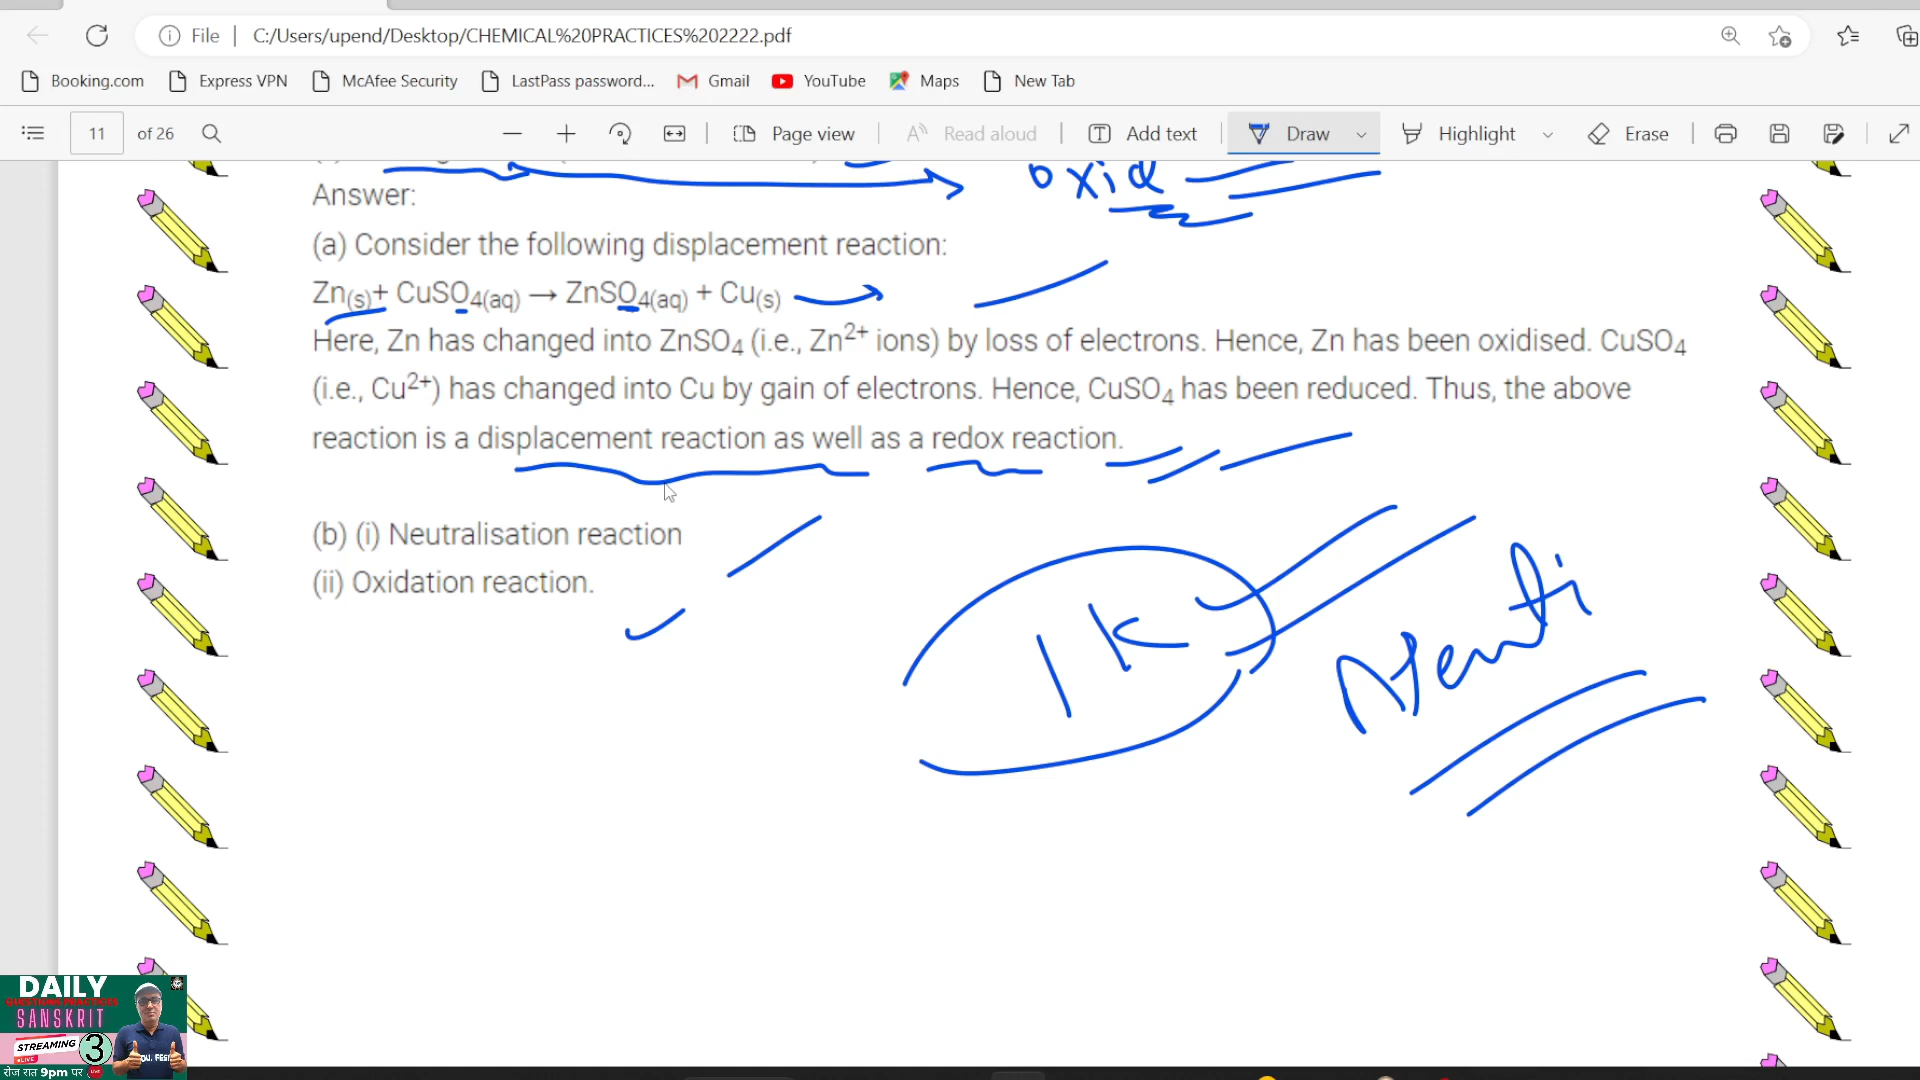 File | C:/Users/upend/Desktop/CHEMICAL%20PRACTICES%202222.pdf
Booking.com Express VPN McAfee Security LastPass password... Gmail YouTube Maps New Tab
11 of 26 Page view Read aloud Add text Draw Highlight Erase
oxid
Answer:
(a) Consider the following displacement reaction:
Zn(s)+ CuSO4(aq) → ZnSO4(aq) + Cu(s)
Here, Zn has changed into ZnSO4 (i.e., Zn2+ ions) by loss of electrons. Hence, Zn has been oxidised. CuSO4
(i.e., Cu2+) has changed into Cu by gain of electrons. Hence, CuSO4 has been reduced. Thus, the above
reaction is a displacement reaction as well as a redox reaction.
(b) (i) Neutralisation reaction
(ii) Oxidation reaction.
1K
DAILY
QUESTIONS PRACTICES
SANSKRIT
STREAMING 3
LIVE
रोज रात 9pm पर LIVE